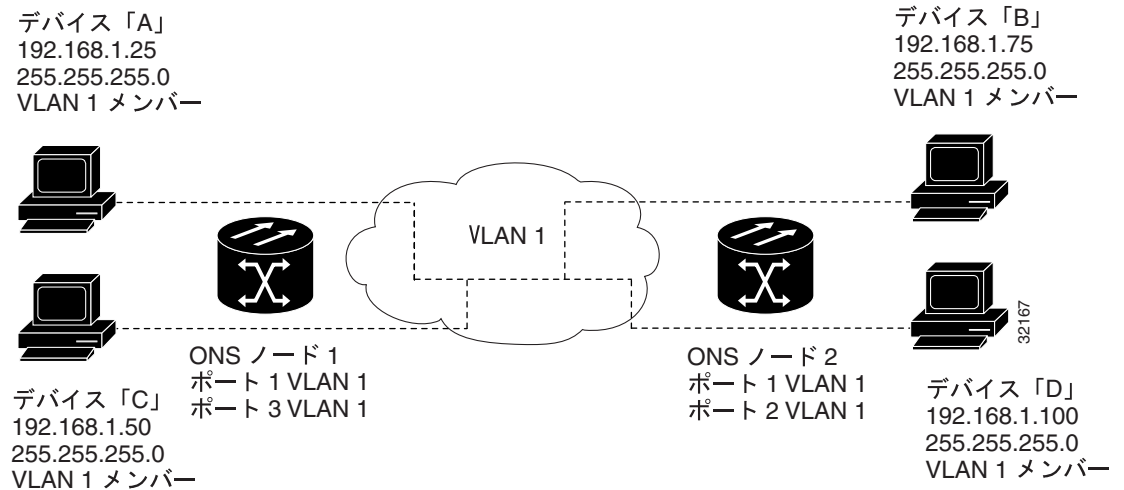 デバイス「A」
192.168.1.25
255.255.255.0
VLAN 1 メンバー
デバイス「B」
192.168.1.75
255.255.255.0
VLAN 1 メンバー
VLAN 1
32167
ONS ノード 1
ポート 1 VLAN 1
ポート 3 VLAN 1
ONS ノード 2
ポート 1 VLAN 1
ポート 2 VLAN 1
デバイス「C」
192.168.1.50
255.255.255.0
VLAN 1 メンバー
デバイス「D」
192.168.1.100
255.255.255.0
VLAN 1 メンバー